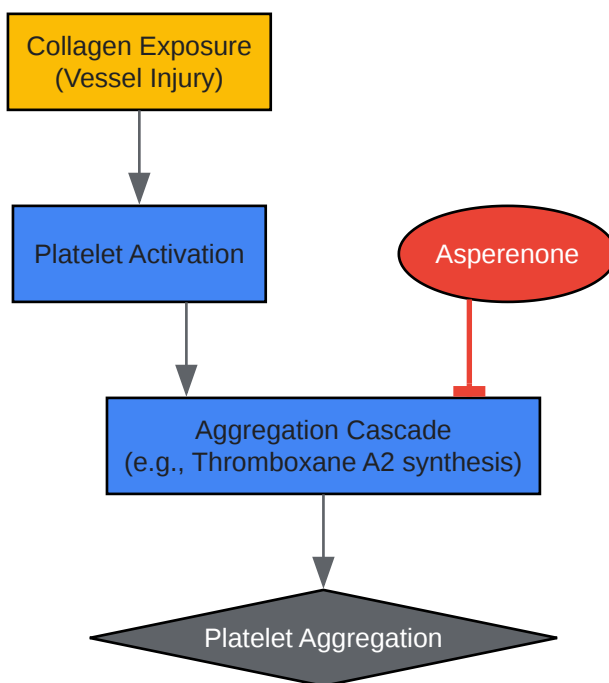 Collagen Exposure
(Vessel Injury)
Platelet Activation
Asperenone
Aggregation Cascade
(e.g., Thromboxane A2 synthesis)
Platelet Aggregation